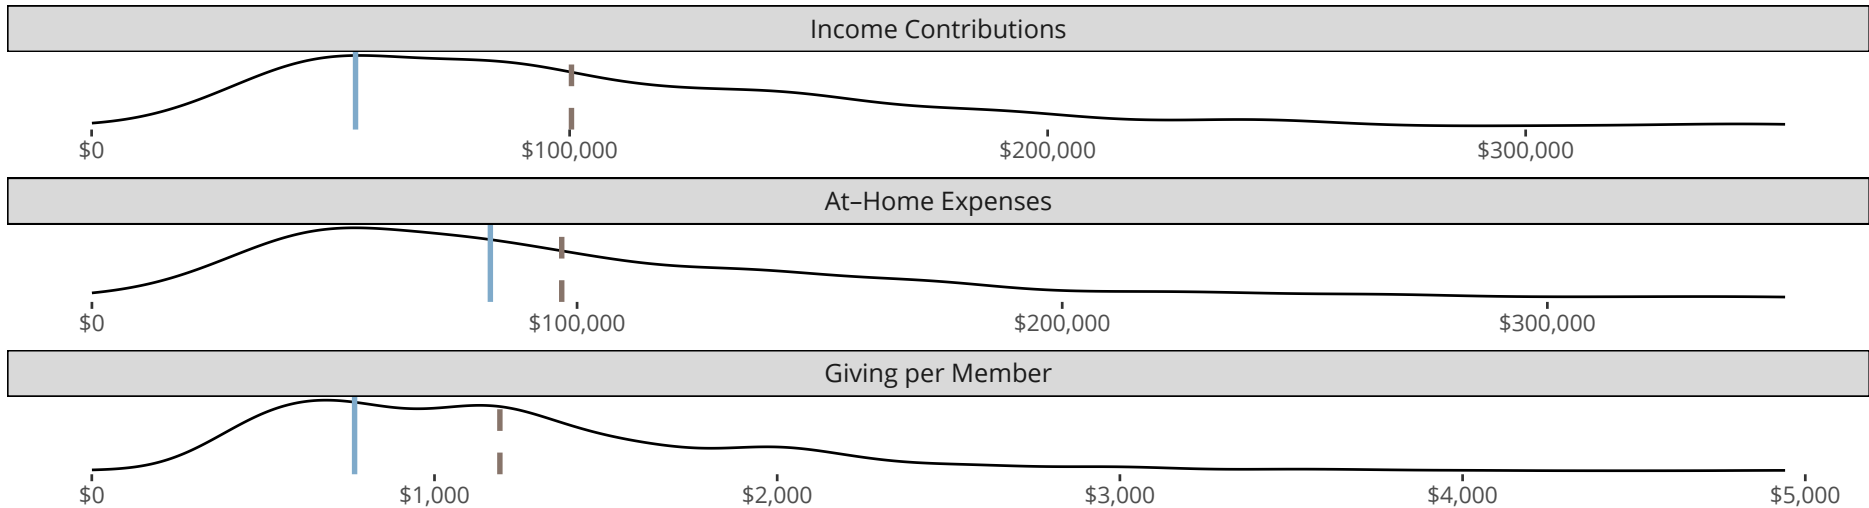 Income Contributions
$0 $100,000 $200,000 $300,000
At–Home Expenses
$0 $100,000 $200,000 $300,000
Giving per Member
$0 $1,000 $2,000 $3,000 $4,000 $5,000